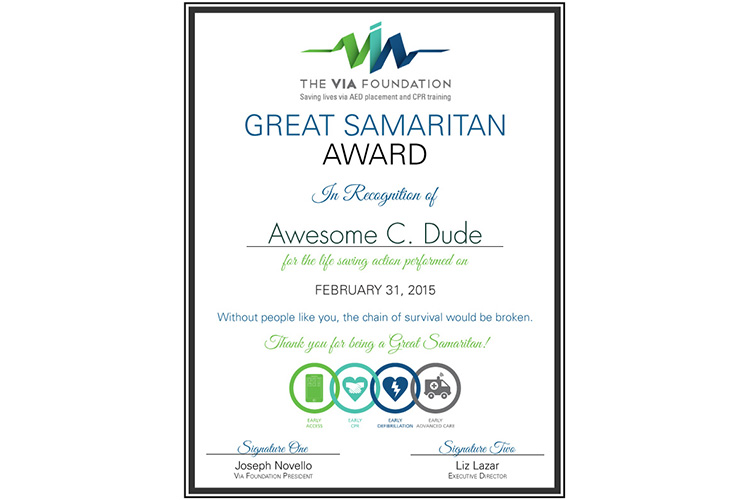 VIA
THE VIA FOUNDATION
Saving lives via AED placement and CPR training
GREAT SAMARITAN
AWARD
In Recognition of
Awesome C. Dude
for the life saving action performed on
FEBRUARY 31, 2015
Without people like you, the chain of survival would be broken.
Thank you for being a Great Samaritan!
EARLY ACCESS
EARLY CPR
EARLY DEFIBRILLATION
EARLY ADVANCED CARE
Signature One
Joseph Novello
VIA FOUNDATION PRESIDENT
Signature Two
Liz Lazar
EXECUTIVE DIRECTOR